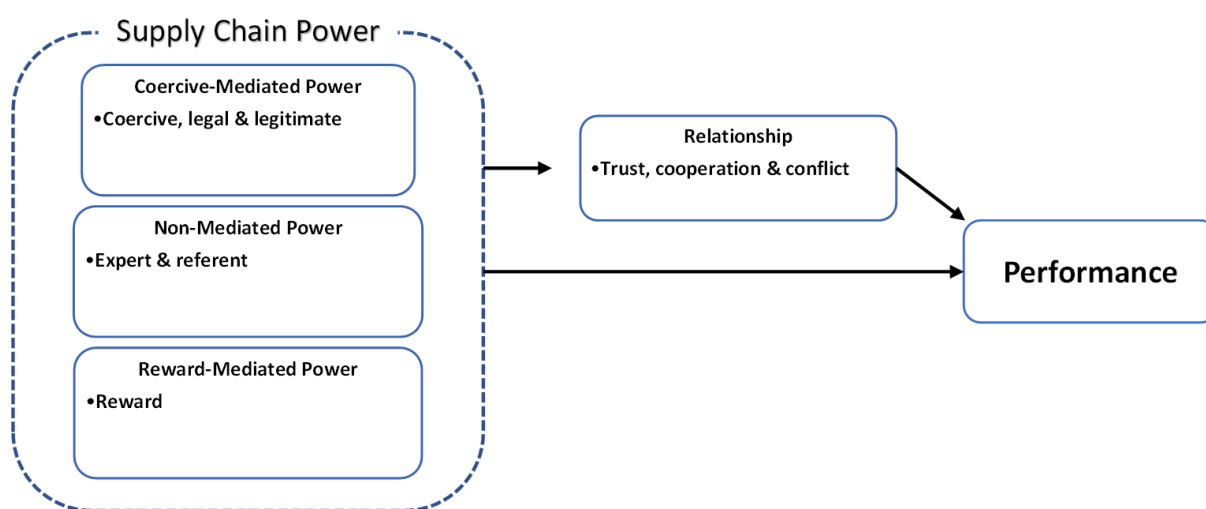 Supply Chain Power
Coercive-Mediated Power
•Coercive, legal & legitimate
Non-Mediated Power
•Expert & referent
Reward-Mediated Power
•Reward
Relationship
•Trust, cooperation & conflict
Performance